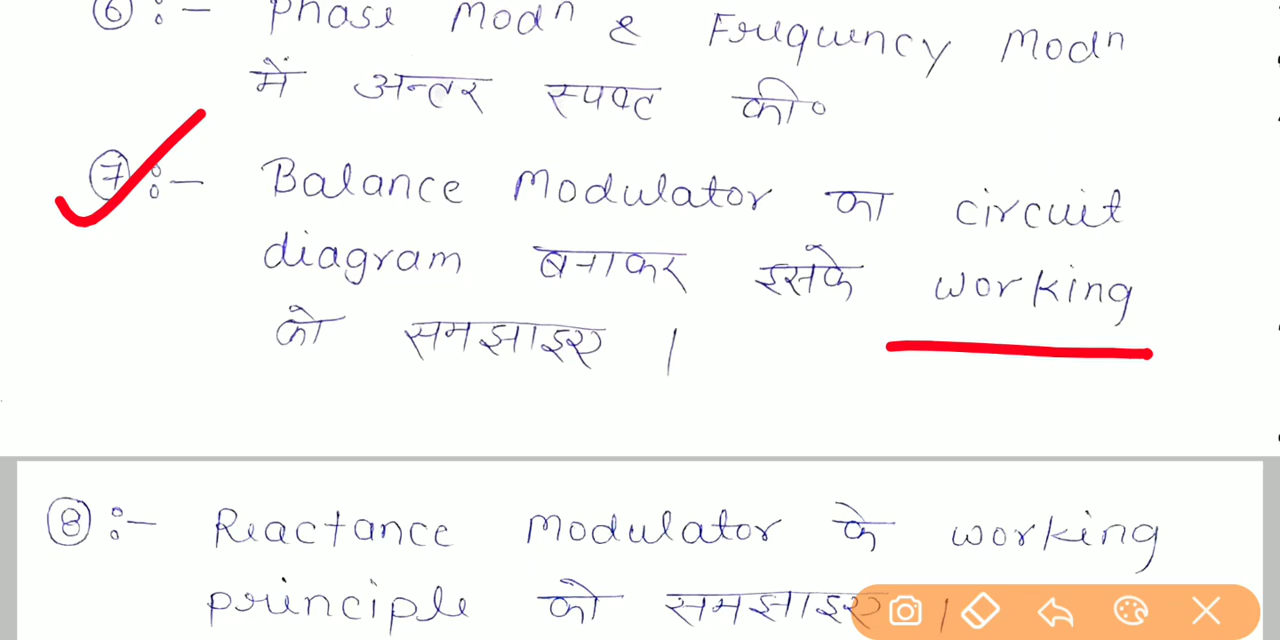 ⑥:- Phase Modⁿ & Frequency Modⁿ
में अन्तर स्पष्ट की०
⑦:- Balance Modulator का circuit
diagram बनाकर इसके working
को समझाइए ।
⑧:- Reactance Modulator के working
principle को समझाइए ।